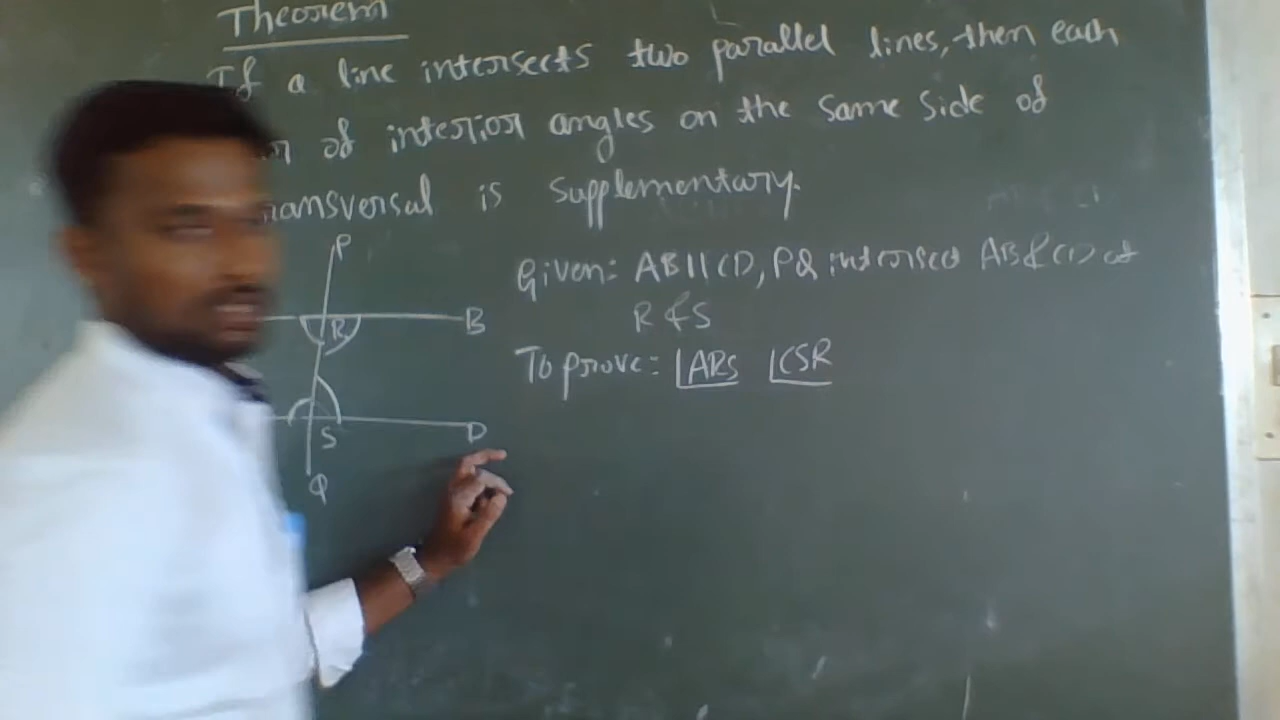 Theorem
If a line intersects two parallel lines, then each
of interior angles on the same side of
transversal is supplementary.
P
Given: AB||CD, PQ intersect AB & CD at
R
B
R & S
To prove: ∠ARS ∠CSR
S
D
Q